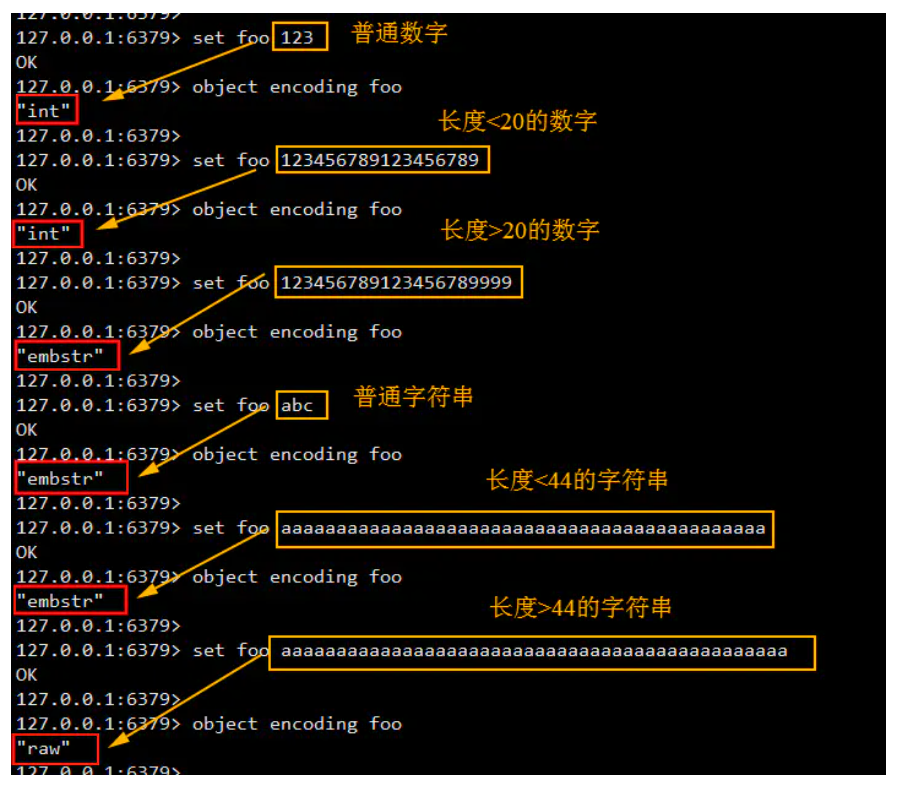 127.0.0.1:6379>
127.0.0.1:6379> set foo 123 普通数字
OK
127.0.0.1:6379> object encoding foo
"int"
长度<20的数字
127.0.0.1:6379>
127.0.0.1:6379> set foo 123456789123456789
OK
127.0.0.1:6379> object encoding foo
"int"
长度>20的数字
127.0.0.1:6379>
127.0.0.1:6379> set foo 123456789123456789999
OK
127.0.0.1:6379> object encoding foo
"embstr"
127.0.0.1:6379>
127.0.0.1:6379> set foo abc 普通字符串
OK
127.0.0.1:6379> object encoding foo
"embstr"
长度<44的字符串
127.0.0.1:6379>
127.0.0.1:6379> set foo aaaaaaaaaaaaaaaaaaaaaaaaaaaaaaaaaaaaaaaaaaaa
OK
127.0.0.1:6379> object encoding foo
"embstr"
长度>44的字符串
127.0.0.1:6379>
127.0.0.1:6379> set foo aaaaaaaaaaaaaaaaaaaaaaaaaaaaaaaaaaaaaaaaaaaaaa
OK
127.0.0.1:6379>
127.0.0.1:6379> object encoding foo
"raw"
127.0.0.1:6379>